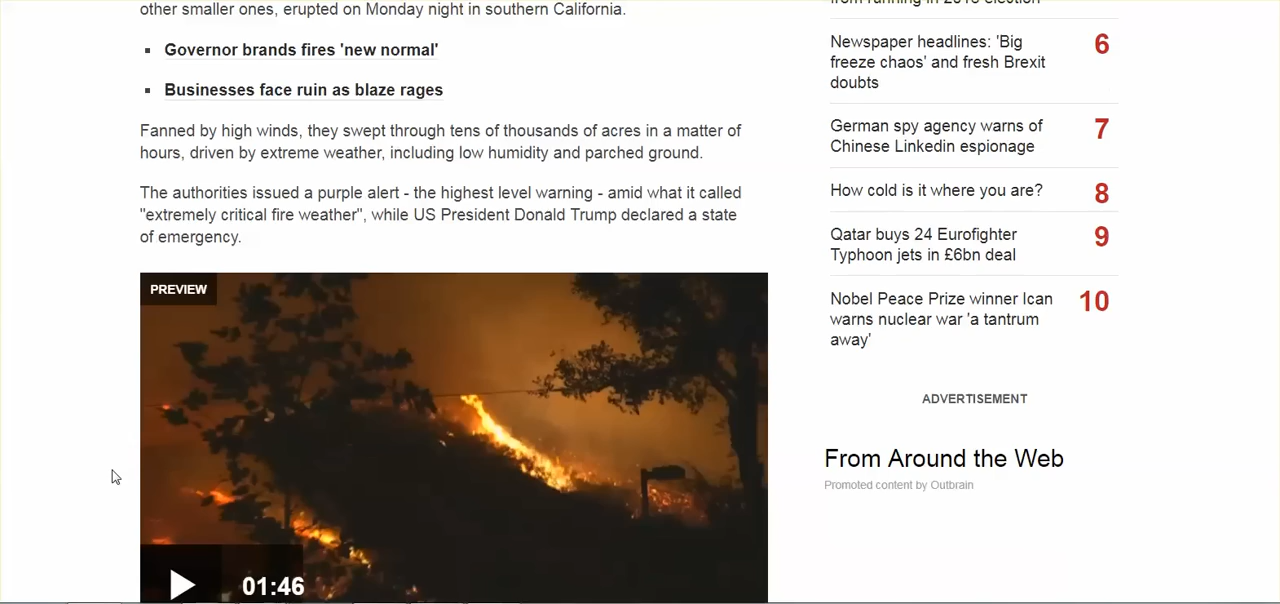 other smaller ones, erupted on Monday night in southern California.
Governor brands fires 'new normal'
Businesses face ruin as blaze rages
Fanned by high winds, they swept through tens of thousands of acres in a matter of
hours, driven by extreme weather, including low humidity and parched ground.
The authorities issued a purple alert - the highest level warning - amid what it called
"extremely critical fire weather", while US President Donald Trump declared a state
of emergency.
PREVIEW
01:46
Newspaper headlines: 'Big
freeze chaos' and fresh Brexit
doubts
6
German spy agency warns of
Chinese Linkedin espionage
7
How cold is it where you are?
8
Qatar buys 24 Eurofighter
Typhoon jets in £6bn deal
9
Nobel Peace Prize winner Ican
warns nuclear war 'a tantrum
away'
10
ADVERTISEMENT
From Around the Web
Promoted content by Outbrain